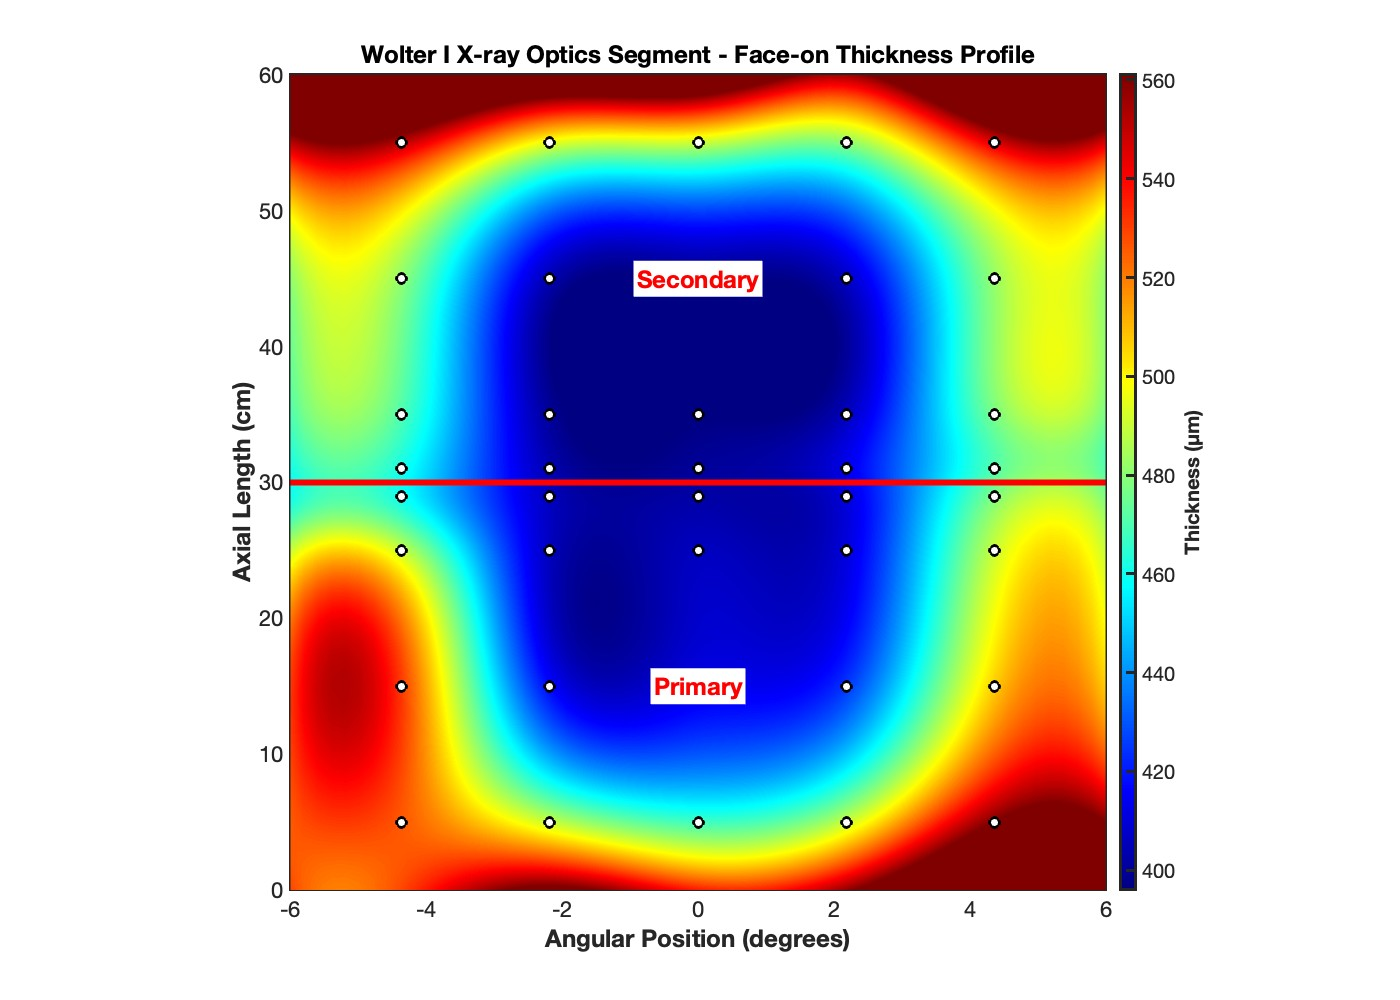 Wolter I X-ray Optics Segment - Face-on Thickness Profile
60
50
40
30
20
10
0
Axial Length (cm)
Secondary
Primary
-6 -4 -2 0 2 4 6
Angular Position (degrees)
560
540
520
500
480
460
440
420
400
Thickness (µm)